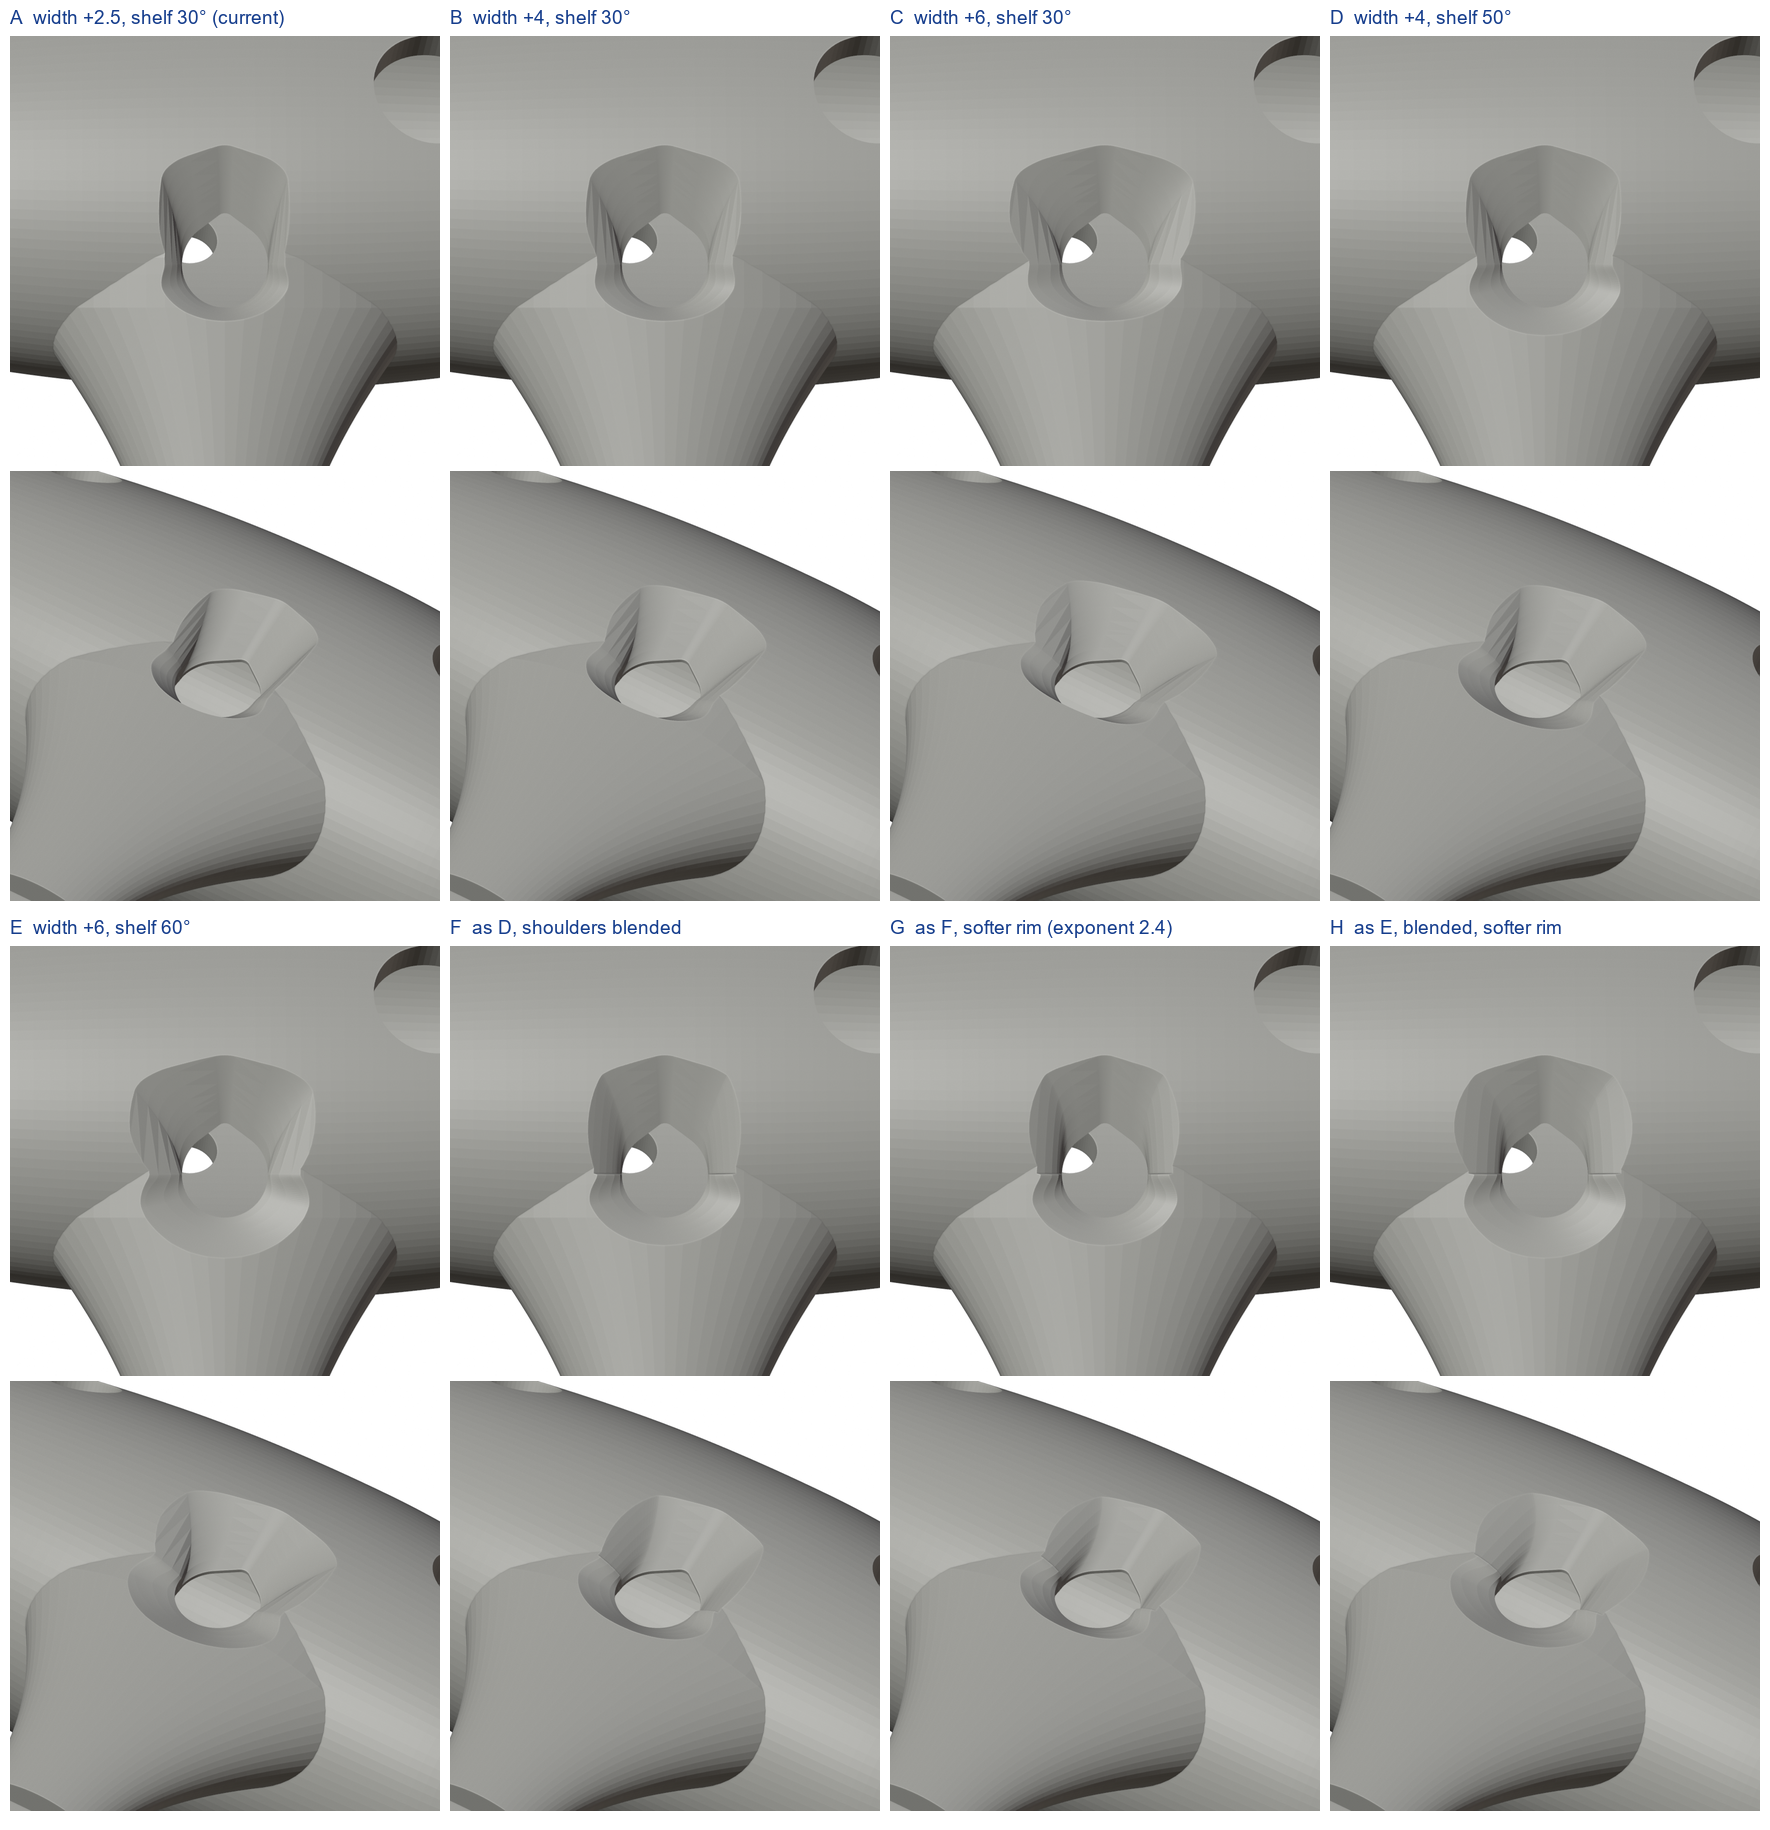 A  width +2.5, shelf 30° (current)
B  width +4, shelf 30°
C  width +6, shelf 30°
D  width +4, shelf 50°
E  width +6, shelf 60°
F  as D, shoulders blended
G  as F, softer rim (exponent 2.4)
H  as E, blended, softer rim